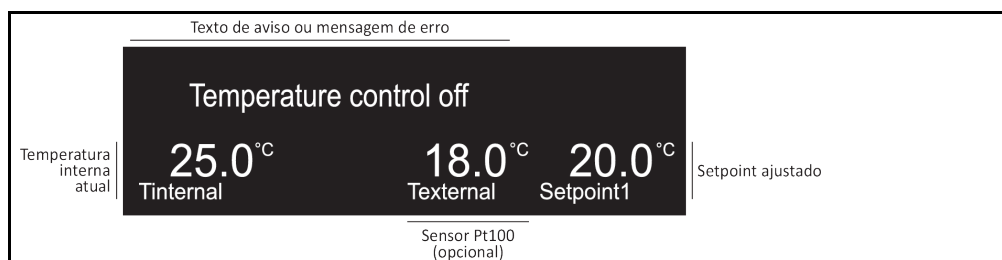 Texto de aviso ou mensagem de erro
Temperature control off
Temperatura
interna
atual
25.0°C
Tinternal
18.0°C
Texternal
20.0°C
Setpoint1
Setpoint ajustado
Sensor Pt100
(opcional)